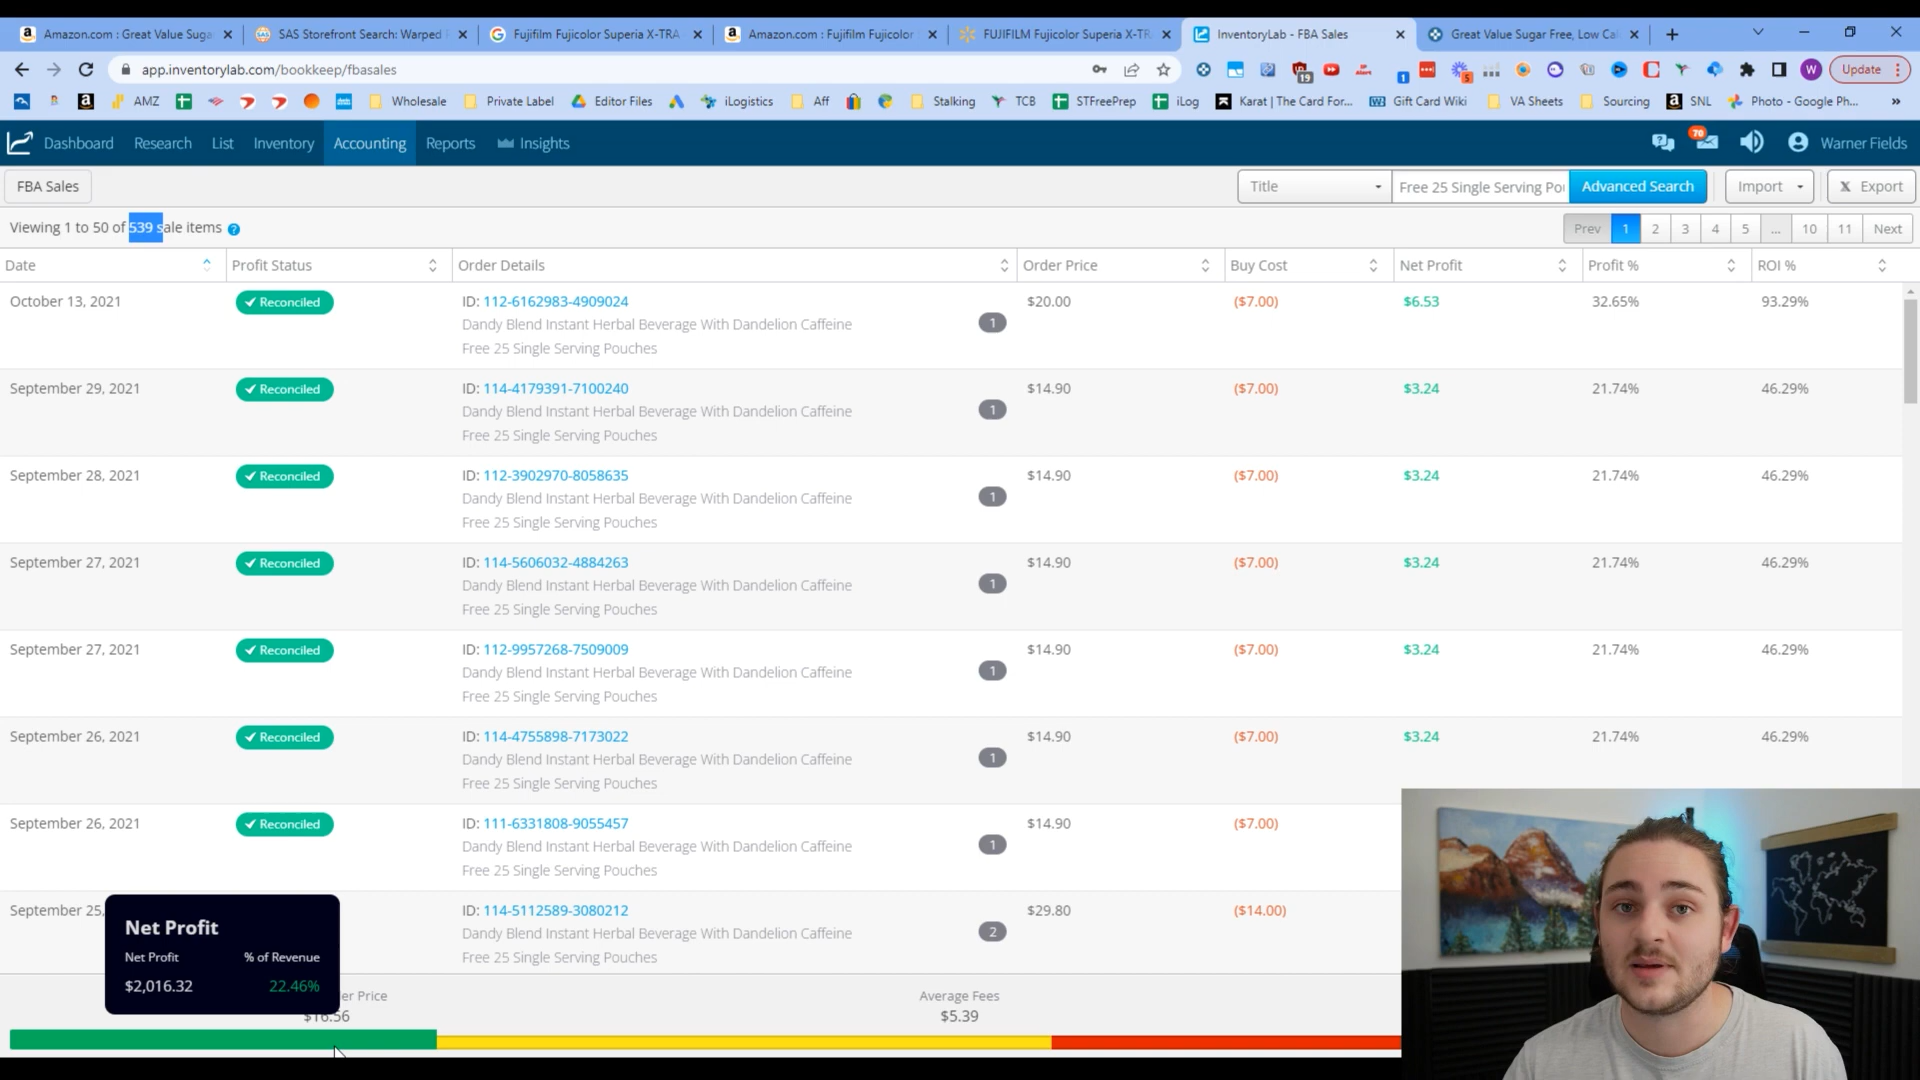 Amazon.com : Great Value Suga
SAS Storefront Search: Warped
Fujifilm Fujicolor Superia X-TRA
Amazon.com : Fujifilm Fujicolor
FUJIFILM Fujicolor Superia X-TR
InventoryLab - FBA Sales
Great Value Sugar Free, Low Cal
app.inventorylab.com/bookkeep/fbasales
19
1
5
W
Update
AMZ
Wholesale
Private Label
Editor Files
iLogistics
Aff
Stalking
TCB
STFreePrep
iLog
Karat | The Card For...
Gift Card Wiki
VA Sheets
Sourcing
SNL
Photo - Google Ph...
»
Dashboard
Research
List
Inventory
Accounting
Reports
Insights
70
Warner Fields
FBA Sales
Title
Free 25 Single Serving Po
Advanced Search
Import
Export
Viewing 1 to 50 of 539 sale items
Prev 1 2 3 4 5 ... 10 11 Next
Date Profit Status Order Details Order Price Buy Cost Net Profit Profit % ROI %
October 13, 2021 Reconciled ID: 112-6162983-4909024 $20.00 ($7.00) $6.53 32.65% 93.29%
Dandy Blend Instant Herbal Beverage With Dandelion Caffeine 1
Free 25 Single Serving Pouches
September 29, 2021 Reconciled ID: 114-4179391-7100240 $14.90 ($7.00) $3.24 21.74% 46.29%
Dandy Blend Instant Herbal Beverage With Dandelion Caffeine 1
Free 25 Single Serving Pouches
September 28, 2021 Reconciled ID: 112-3902970-8058635 $14.90 ($7.00) $3.24 21.74% 46.29%
Dandy Blend Instant Herbal Beverage With Dandelion Caffeine 1
Free 25 Single Serving Pouches
September 27, 2021 Reconciled ID: 114-5606032-4884263 $14.90 ($7.00) $3.24 21.74% 46.29%
Dandy Blend Instant Herbal Beverage With Dandelion Caffeine 1
Free 25 Single Serving Pouches
September 27, 2021 Reconciled ID: 112-9957268-7509009 $14.90 ($7.00) $3.24 21.74% 46.29%
Dandy Blend Instant Herbal Beverage With Dandelion Caffeine 1
Free 25 Single Serving Pouches
September 26, 2021 Reconciled ID: 114-4755898-7173022 $14.90 ($7.00) $3.24 21.74% 46.29%
Dandy Blend Instant Herbal Beverage With Dandelion Caffeine 1
Free 25 Single Serving Pouches
September 26, 2021 Reconciled ID: 111-6331808-9055457 $14.90 ($7.00)
Dandy Blend Instant Herbal Beverage With Dandelion Caffeine 1
Free 25 Single Serving Pouches
September 25, ID: 114-5112589-3080212 $29.80 ($14.00)
Dandy Blend Instant Herbal Beverage With Dandelion Caffeine 2
Free 25 Single Serving Pouches
Net Profit
Net Profit % of Revenue
$2,016.32 22.46%
er Price Average Fees
$16.56 $5.39